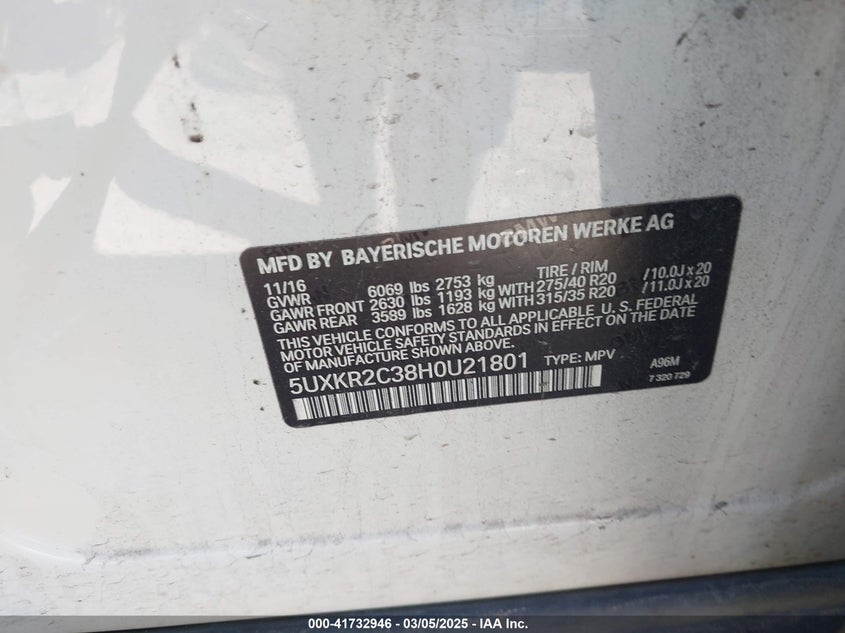 MFD BY BAYERISCHE MOTOREN WERKE AG
11/16 TIRE / RIM
GVWR 6069 lbs 2753 kg
GAWR FRONT 2630 lbs 1193 kg WITH 275/40 R20 /10.0J x 20
GAWR REAR 3589 lbs 1628 kg WITH 315/35 R20 /11.0J x 20
THIS VEHICLE CONFORMS TO ALL APPLICABLE U.S. FEDERAL
MOTOR VEHICLE SAFETY STANDARDS IN EFFECT ON THE DATE
OF MANUFACTURE SHOWN ABOVE.
5UXKR2C38H0U21801 TYPE: MPV A96M
7 320 729
000-41732946 - 03/05/2025 - IAA Inc.